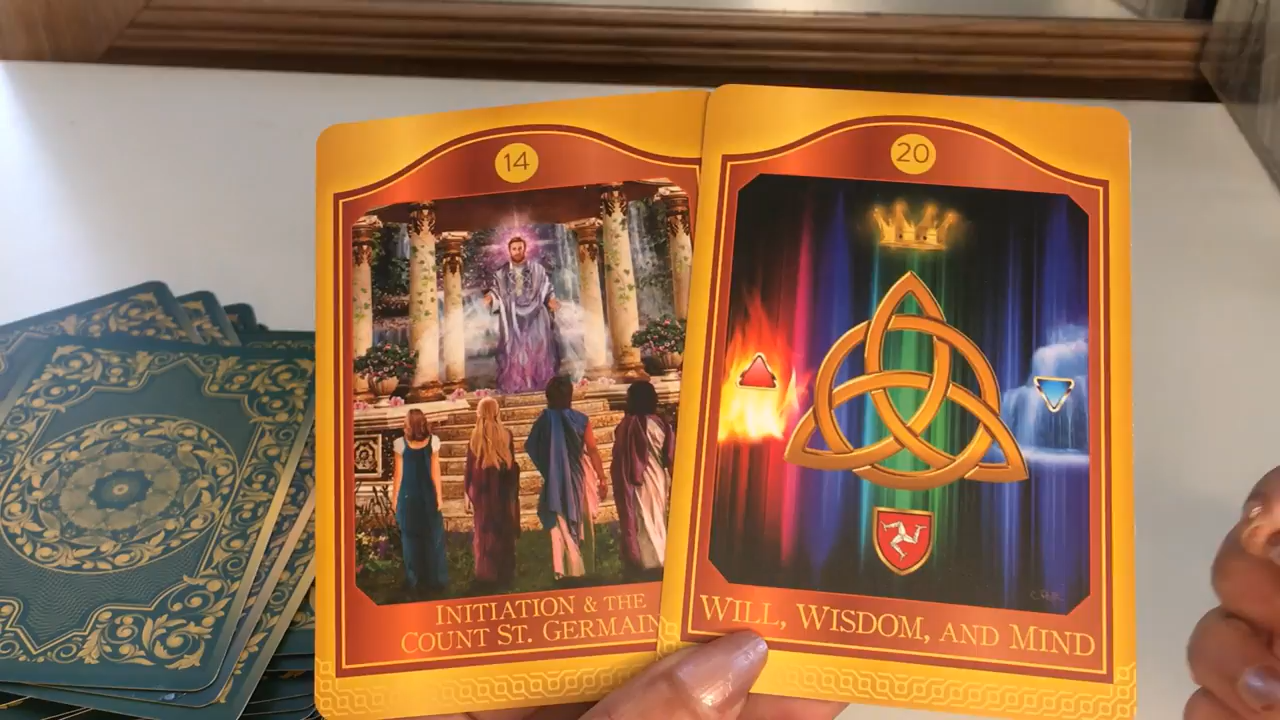 14
INITIATION & THE
COUNT ST. GERMAIN
20
WILL, WISDOM, AND MIND